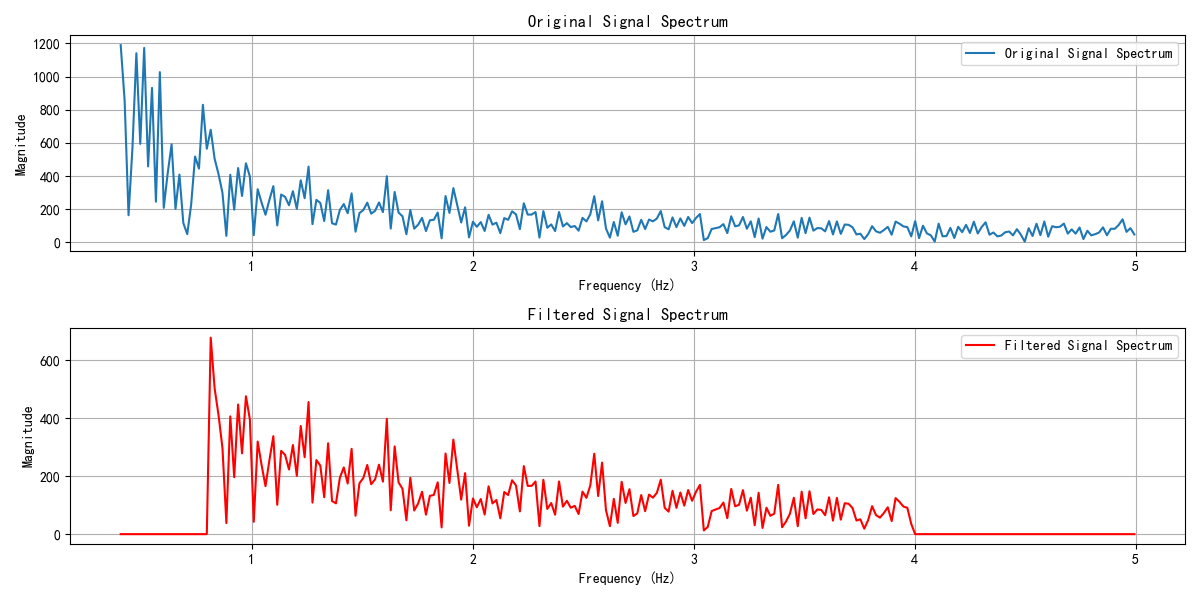 Original Signal Spectrum
1200
1000
800
600
400
200
0
Magnitude
Original Signal Spectrum
1 2 3 4 5
Frequency (Hz)
Filtered Signal Spectrum
600
400
200
0
Magnitude
Filtered Signal Spectrum
1 2 3 4 5
Frequency (Hz)